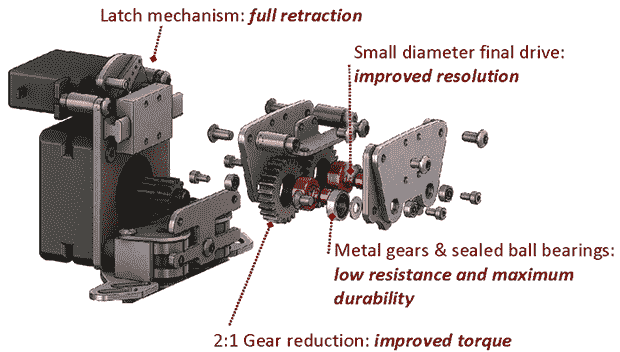 Latch mechanism: full retraction
Small diameter final drive:
improved resolution
Metal gears & sealed ball bearings:
low resistance and maximum
durability
2:1 Gear reduction: improved torque